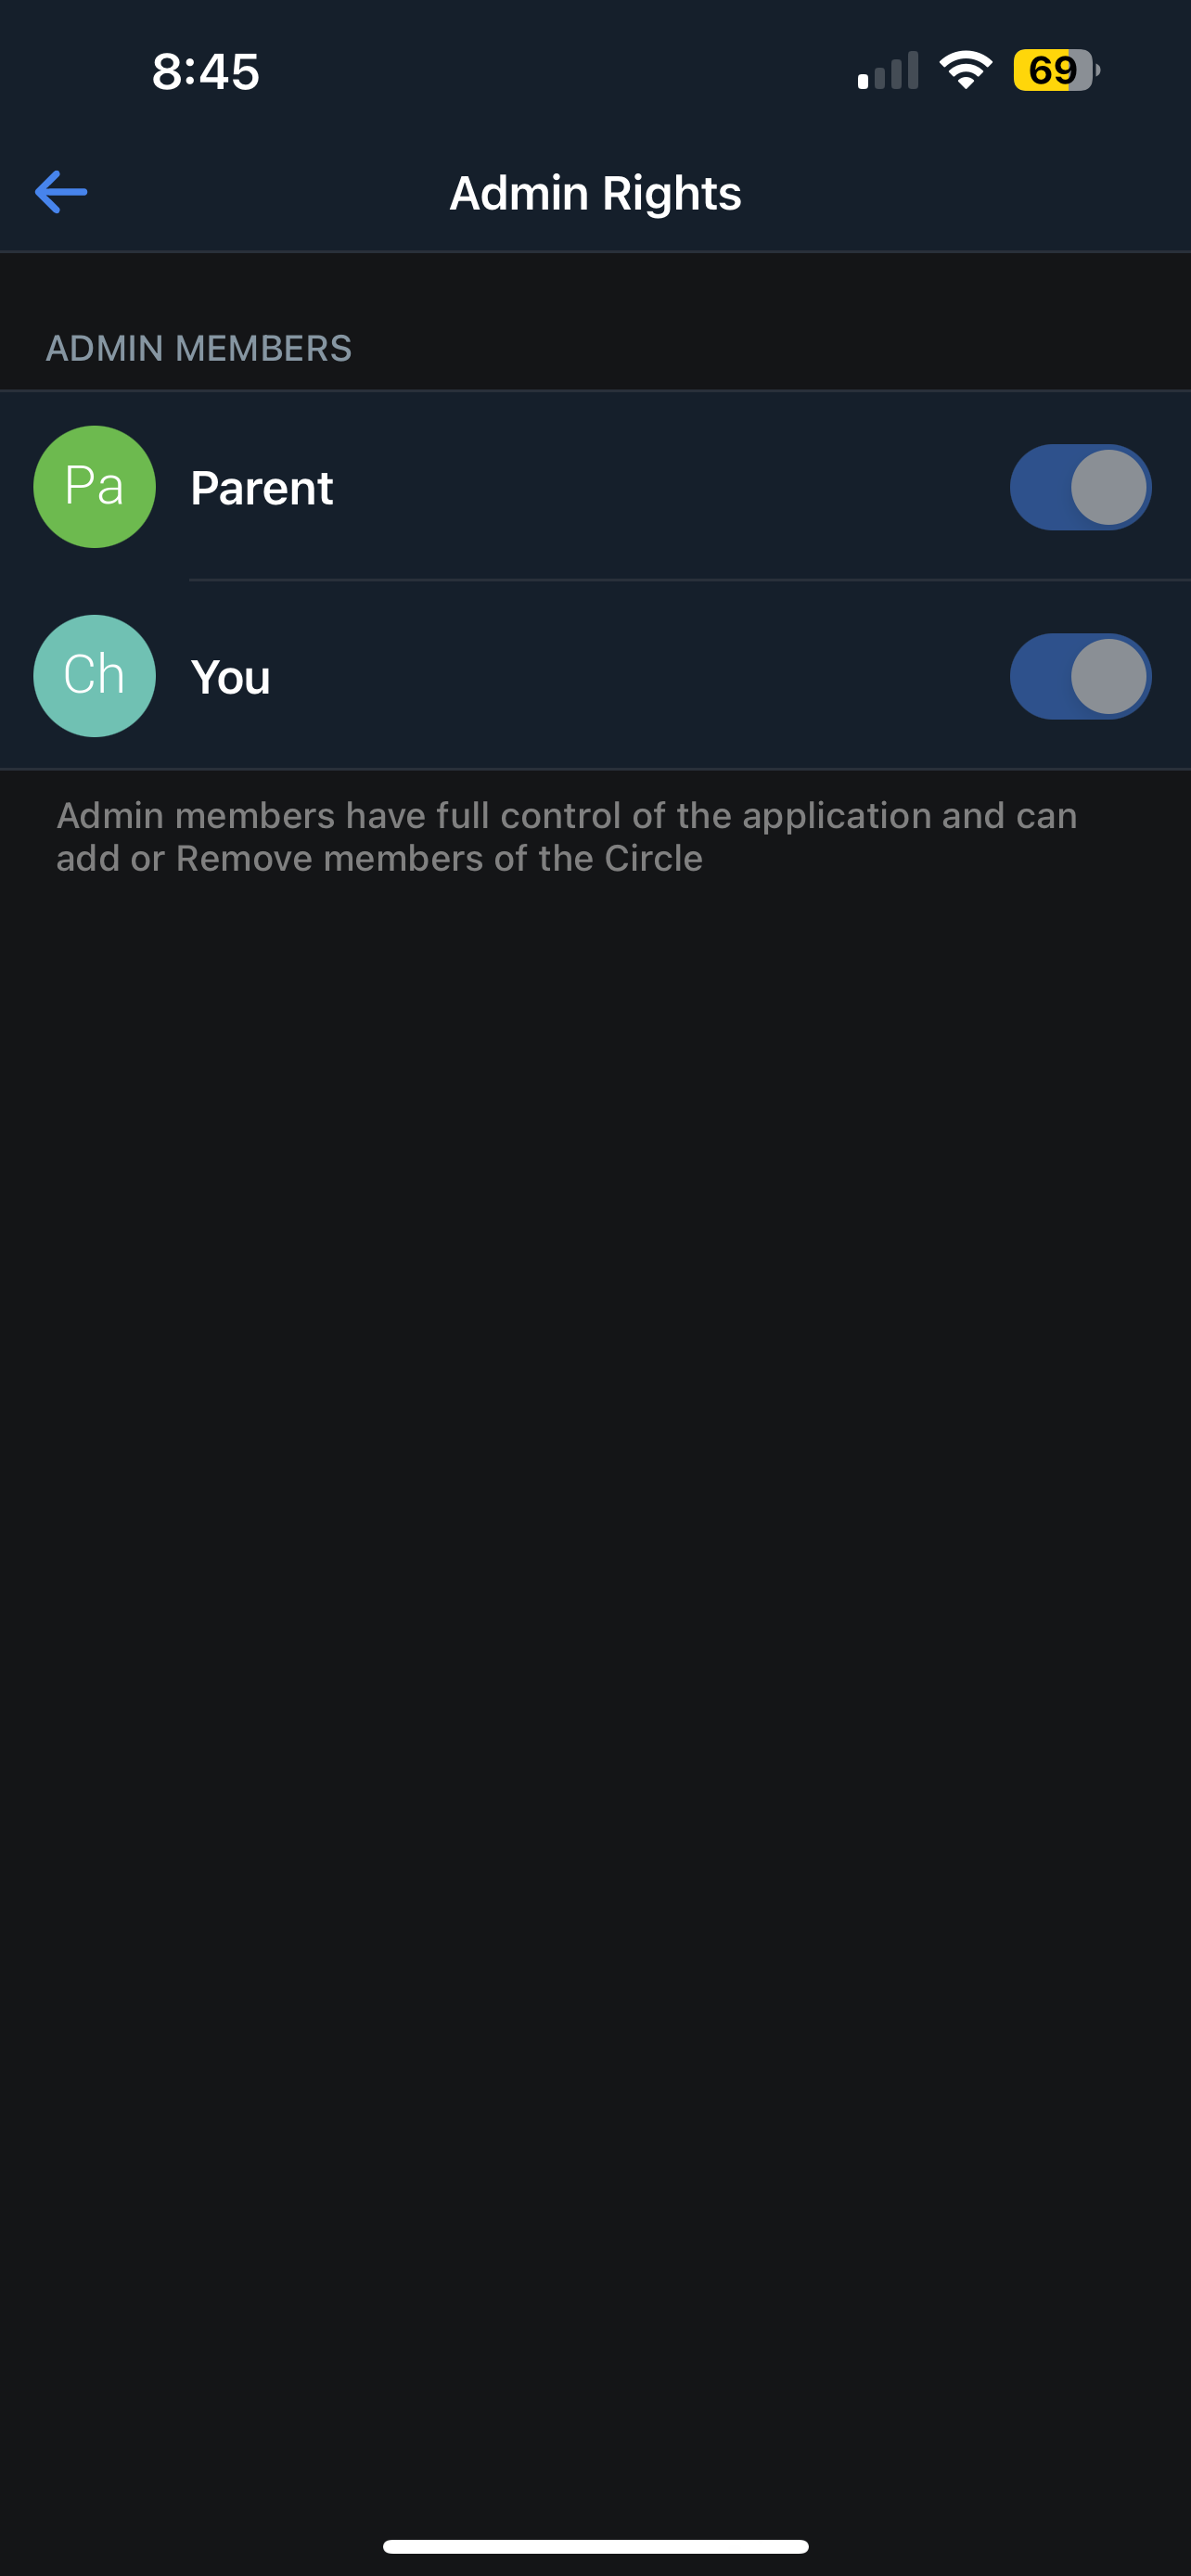 8:45
69
Admin Rights
ADMIN MEMBERS
Pa
Parent
Ch
You
Admin members have full control of the application and can
add or Remove members of the Circle